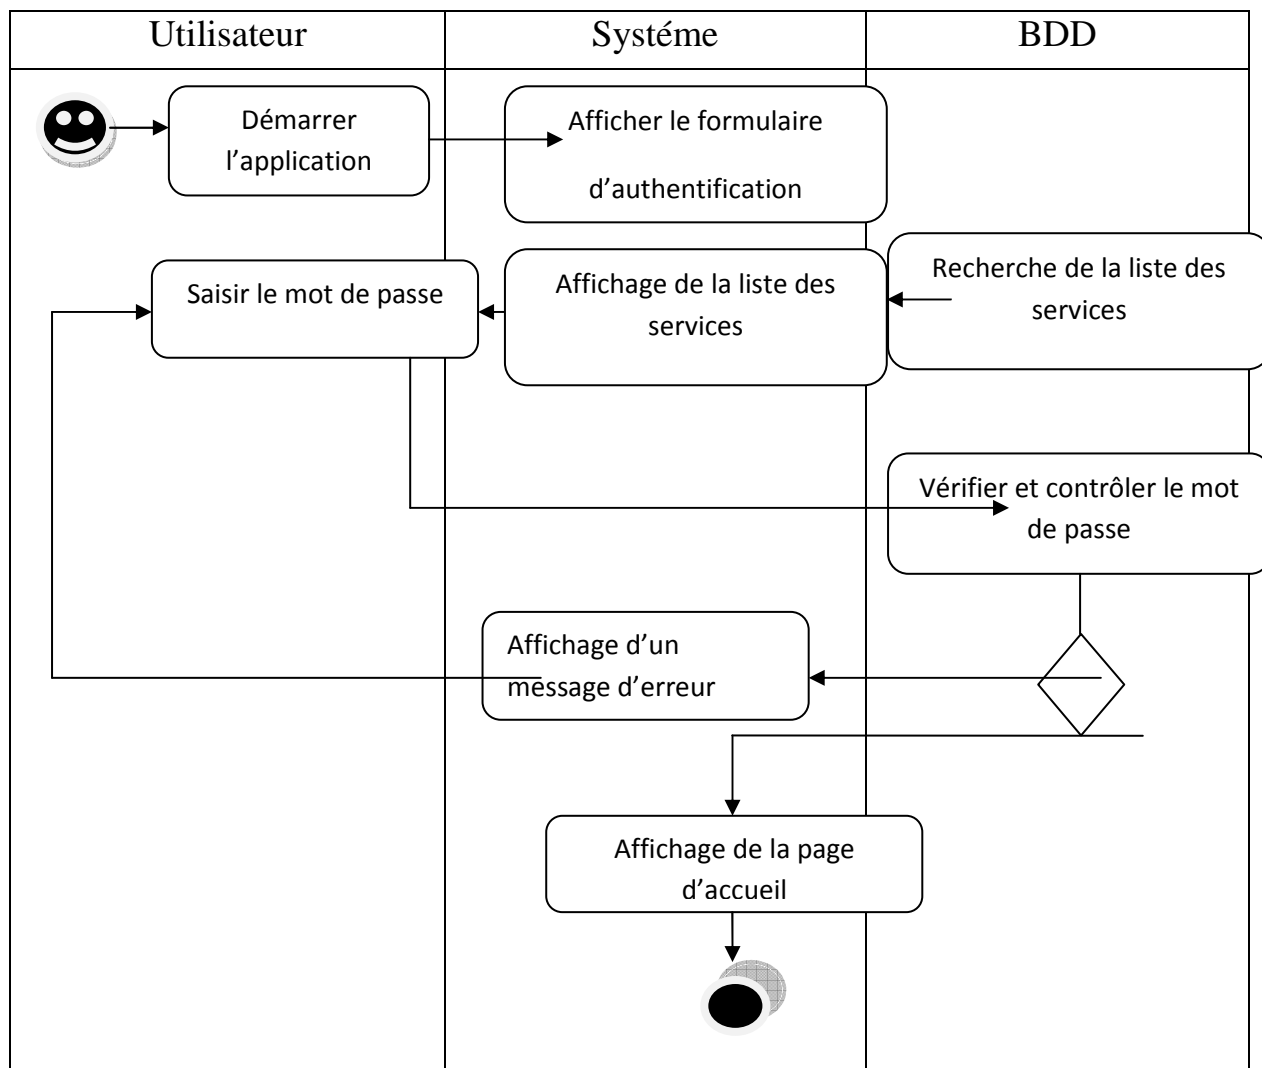 Utilisateur
Systéme
BDD
Démarrer
l’application
Afficher le formulaire
d’authentification
Saisir le mot de passe
Affichage de la liste des
services
Recherche de la liste des
services
Vérifier et contrôler le mot
de passe
Affichage d’un
message d’erreur
Affichage de la page
d’accueil